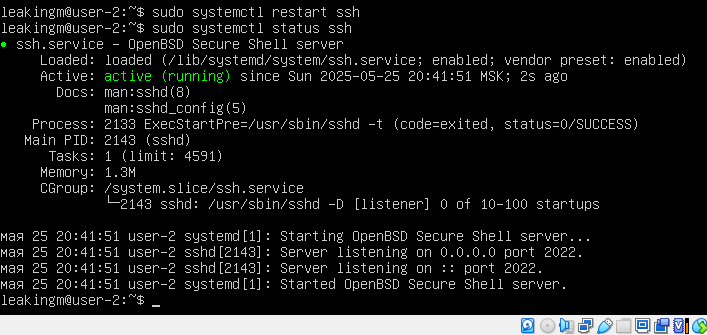 leakingm@user-2:~$ sudo systemctl restart ssh
leakingm@user-2:~$ sudo systemctl status ssh
● ssh.service - OpenBSD Secure Shell server
Loaded: loaded (/lib/systemd/system/ssh.service; enabled; vendor preset: enabled)
Active: active (running) since Sun 2025-05-25 20:41:51 MSK; 2s ago
Docs: man:sshd(8)
man:sshd_config(5)
Process: 2133 ExecStartPre=/usr/sbin/sshd -t (code=exited, status=0/SUCCESS)
Main PID: 2143 (sshd)
Tasks: 1 (limit: 4591)
Memory: 1.3M
CGroup: /system.slice/ssh.service
└─2143 sshd: /usr/sbin/sshd -D [listener] 0 of 10-100 startups
мая 25 20:41:51 user-2 systemd[1]: Starting OpenBSD Secure Shell server...
мая 25 20:41:51 user-2 sshd[2143]: Server listening on 0.0.0.0 port 2022.
мая 25 20:41:51 user-2 sshd[2143]: Server listening on :: port 2022.
мая 25 20:41:51 user-2 systemd[1]: Started OpenBSD Secure Shell server.
leakingm@user-2:~$ _